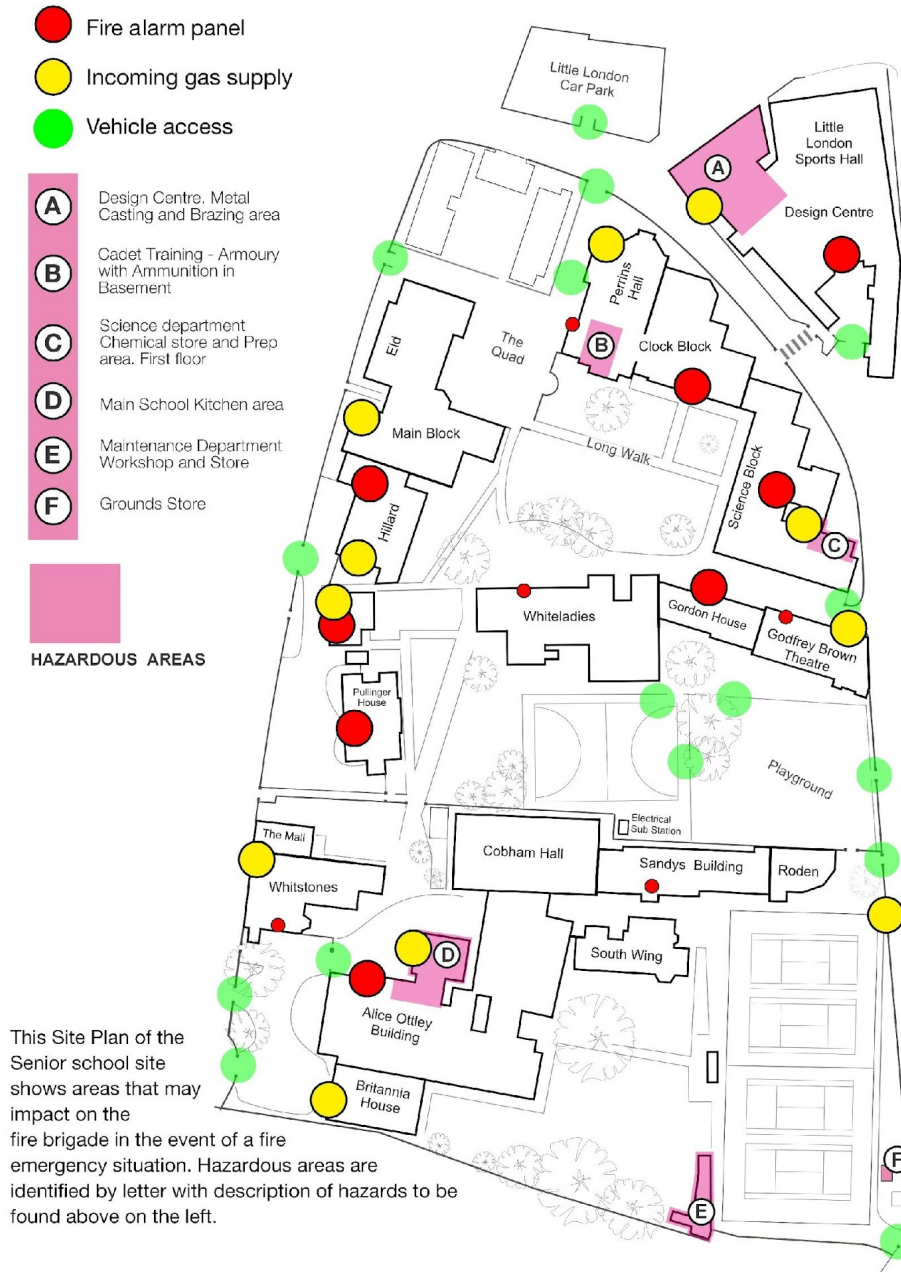 Fire alarm panel
Incoming gas supply
Vehicle access
A
Design Centre. Metal
Casting and Brazing area
B
Cadet Training - Armoury
with Ammunition in
Basement
C
Science department
Chemical store and Prep
area. First floor
D
Main School Kitchen area
E
Maintenance Department
Workshop and Store
F
Grounds Store
HAZARDOUS AREAS
Little London
Car Park
Little
London
Sports Hall
A
Design Centre
Perrins
Hall
B
Clock Block
The
Quad
Eld
Main Block
Long Walk
Science Block
C
Hillard
Whiteladies
Gordon House
Godfrey Brown
Theatre
Pullinger
House
Playground
Electrical
Sub Station
The Mall
Cobham Hall
Sandys Building
Roden
Whitstones
D
South Wing
Alice Ottley
Building
Britannia
House
E
F
This Site Plan of the
Senior school site
shows areas that may
impact on the
fire brigade in the event of a fire
emergency situation. Hazardous areas are
identified by letter with description of hazards to be
found above on the left.